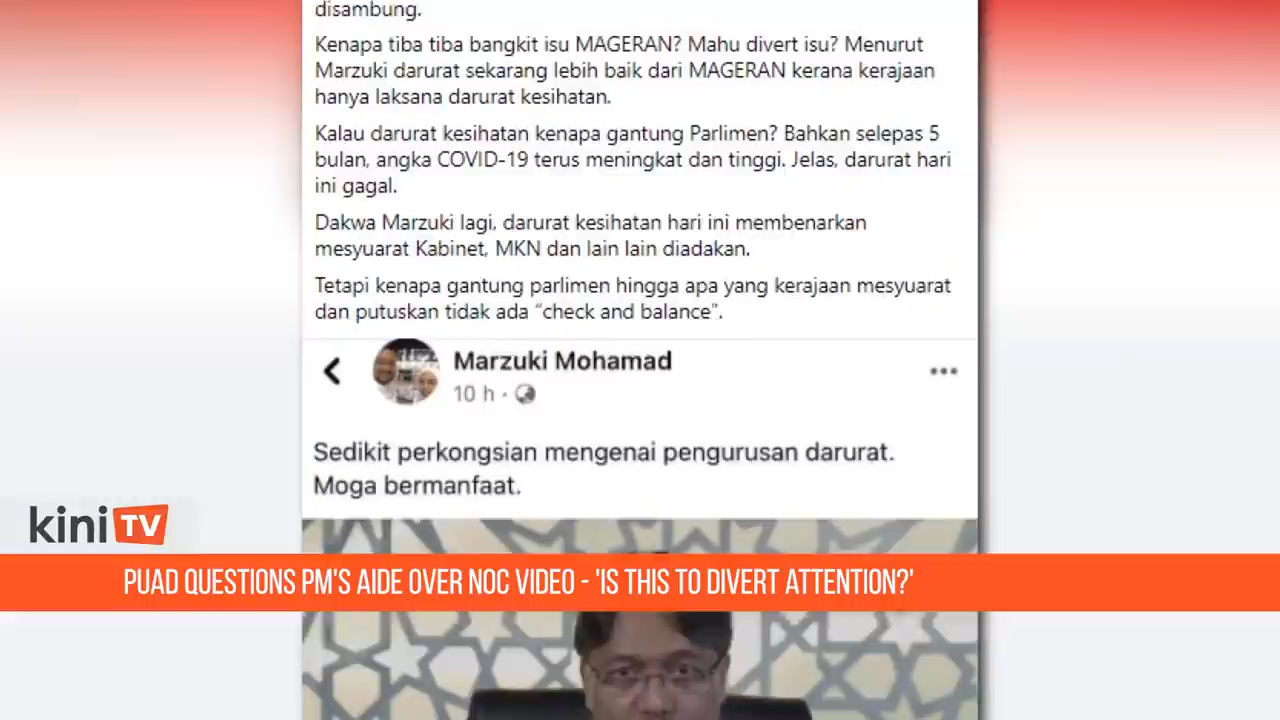 disambung.
Kenapa tiba tiba bangkit isu MAGERAN? Mahu divert isu? Menurut
Marzuki darurat sekarang lebih baik dari MAGERAN kerana kerajaan
hanya laksana darurat kesihatan.
Kalau darurat kesihatan kenapa gantung Parlimen? Bahkan selepas 5
bulan, angka COVID-19 terus meningkat dan tinggi. Jelas, darurat hari
ini gagal.
Dakwa Marzuki lagi, darurat kesihatan hari ini membenarkan
mesyuarat Kabinet, MKN dan lain lain diadakan.
Tetapi kenapa gantung parlimen hingga apa yang kerajaan mesyuarat
dan putuskan tidak ada “check and balance”.
Marzuki Mohamad
10 h ·
Sedikit perkongsian mengenai pengurusan darurat.
Moga bermanfaat.
kini TV
PUAD QUESTIONS PM'S AIDE OVER NOC VIDEO - 'IS THIS TO DIVERT ATTENTION?'